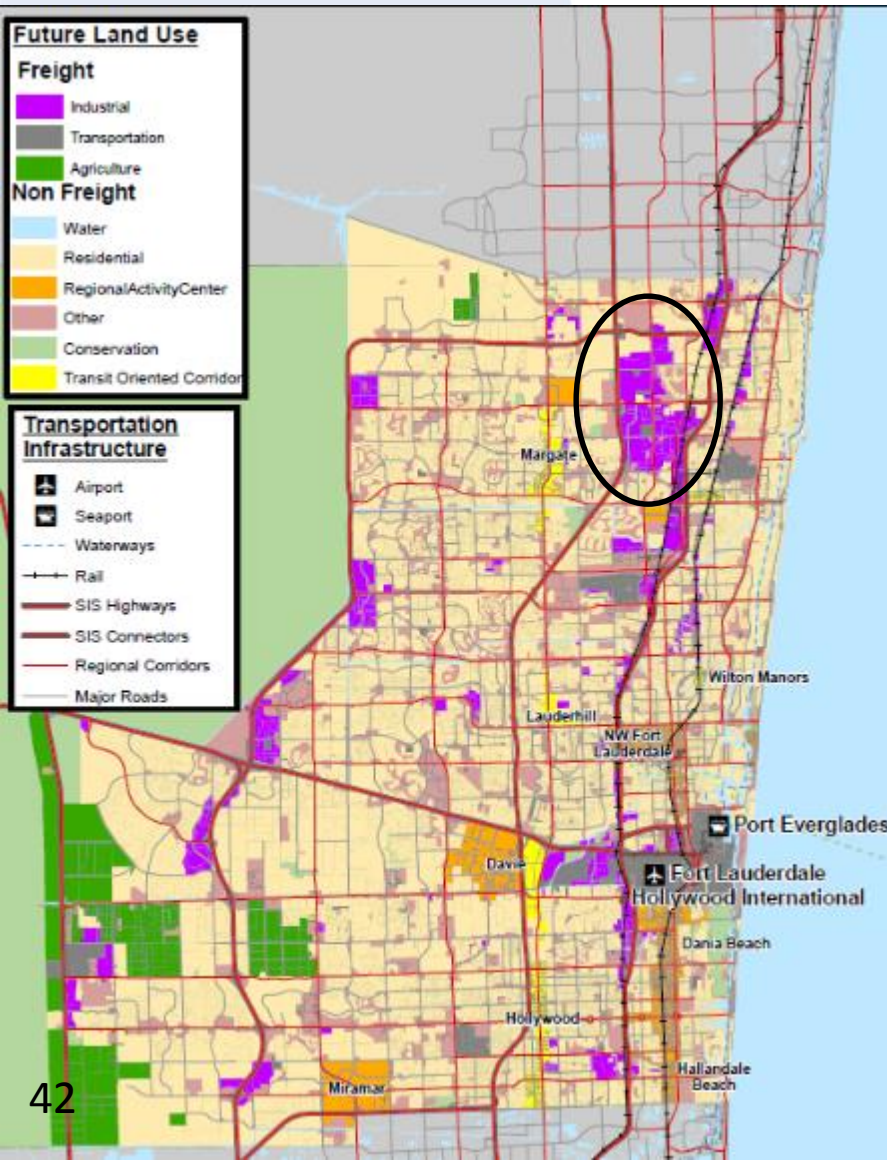 Future Land Use
Freight
Industrial
Transportation
Agriculture
Non Freight
Water
Residential
RegionalActivityCenter
Other
Conservation
Transit Oriented Corridor
Transportation
Infrastructure
Airport
Seaport
Waterways
Rail
SIS Highways
SIS Connectors
Regional Corridors
Major Roads
Margate
Wilton Manors
Lauderhill
NW Fort
Lauderdale
Port Everglades
Davie
Fort Lauderdale
Hollywood International
Dania Beach
Hollywood
Hallandale
Beach
Miramar
42